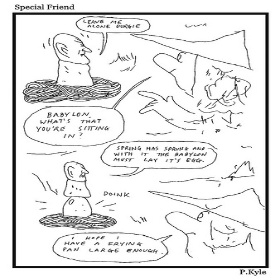 Special Friend
LEAVE ME
ALONE FORGIE
BABYLON,
WHAT'S THAT
YOU'RE SITTING
IN?
SPRING HAS SPRUNG AND
WITH IT THE BABYLON
MUST LAY IT'S EGG.
DOINK
I HOPE I
HAVE A FRYING
PAN LARGE ENOUGH.
P.Kyle